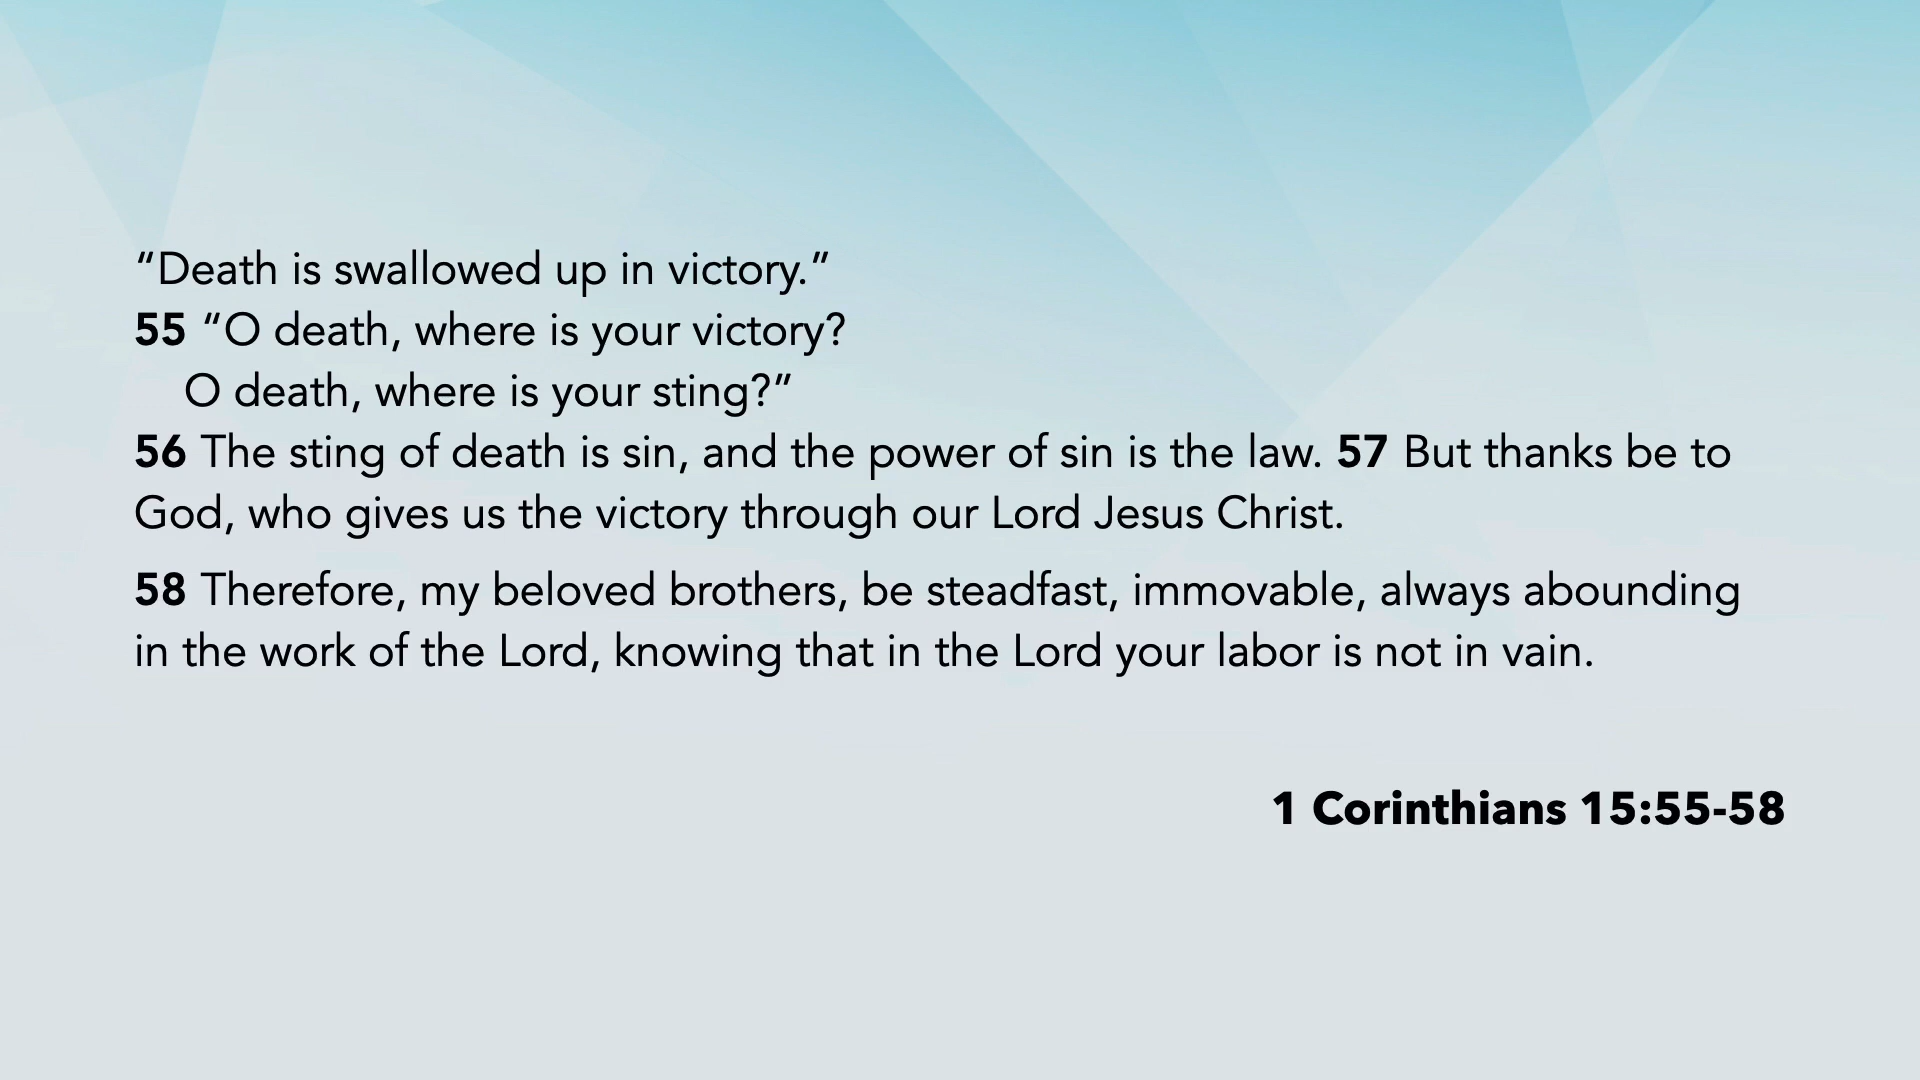 “Death is swallowed up in victory.”
55 “O death, where is your victory?
O death, where is your sting?”
56 The sting of death is sin, and the power of sin is the law. 57 But thanks be to
God, who gives us the victory through our Lord Jesus Christ.
58 Therefore, my beloved brothers, be steadfast, immovable, always abounding
in the work of the Lord, knowing that in the Lord your labor is not in vain.
1 Corinthians 15:55-58